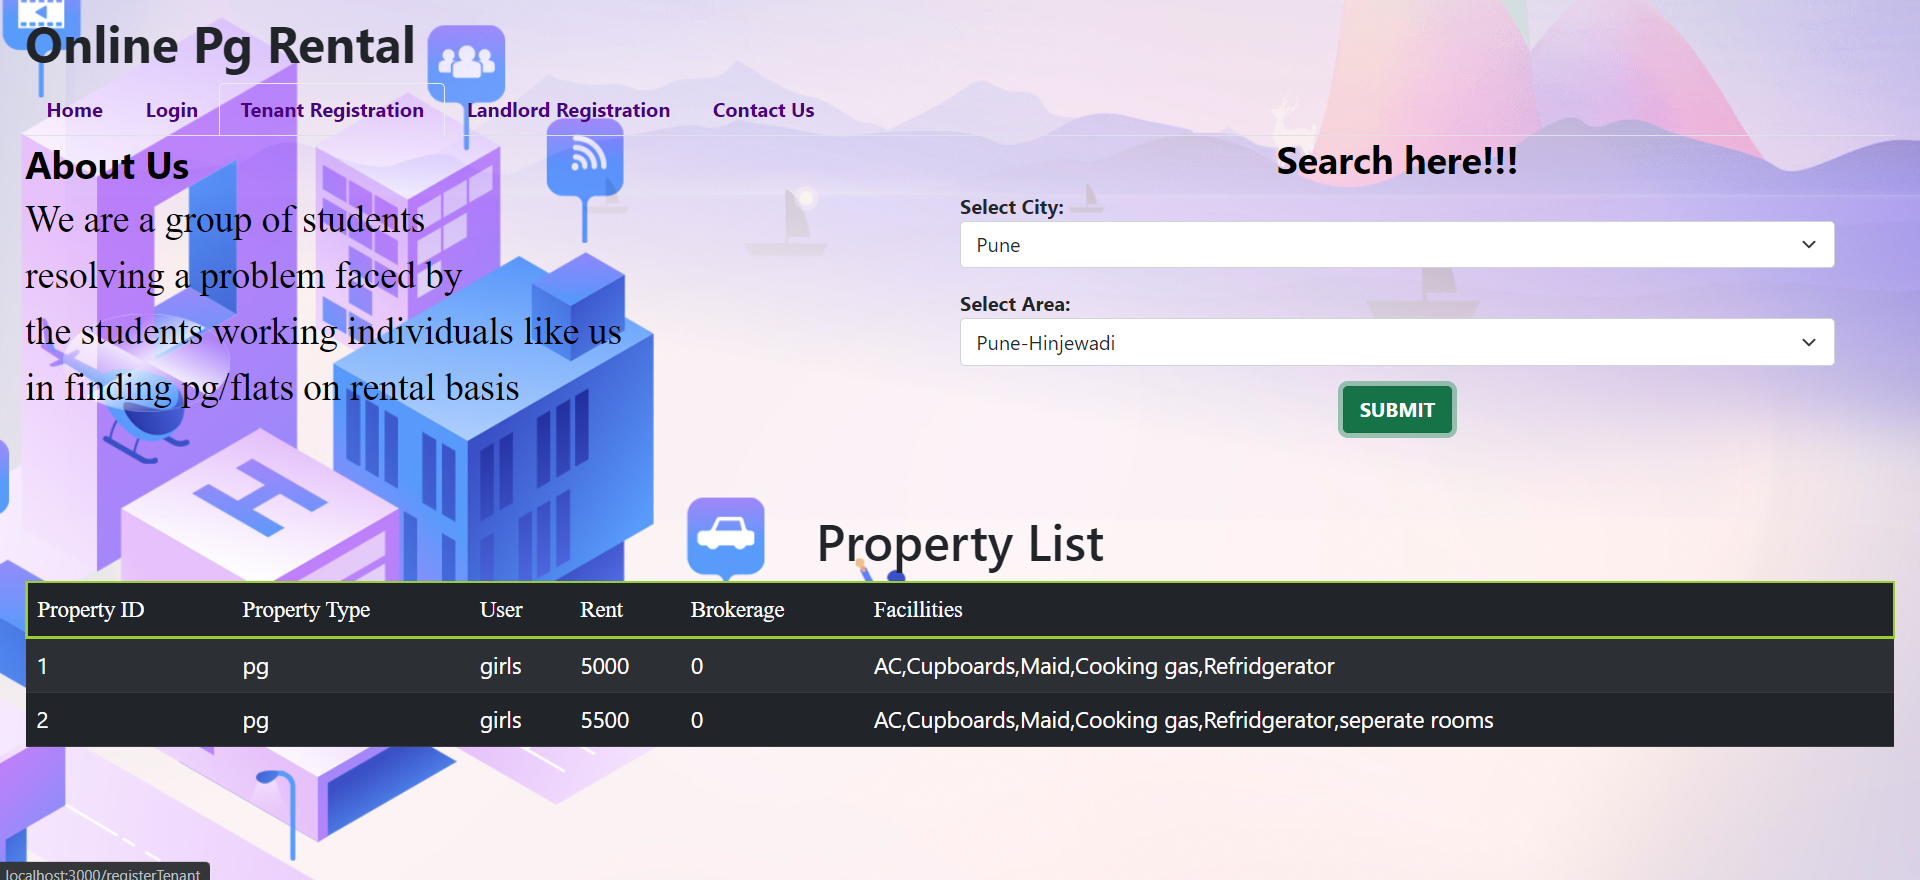 Online Pg Rental
Home Login Tenant Registration Landlord Registration Contact Us
About Us
We are a group of students
resolving a problem faced by
the students working individuals like us
in finding pg/flats on rental basis
Search here!!!
Select City:
Pune
Select Area:
Pune-Hinjewadi
SUBMIT
H
Property List
Property ID Property Type User Rent Brokerage Facillities
1 pg girls 5000 0 AC,Cupboards,Maid,Cooking gas,Refridgerator
2 pg girls 5500 0 AC,Cupboards,Maid,Cooking gas,Refridgerator,seperate rooms
localhost:3000/registerTenant